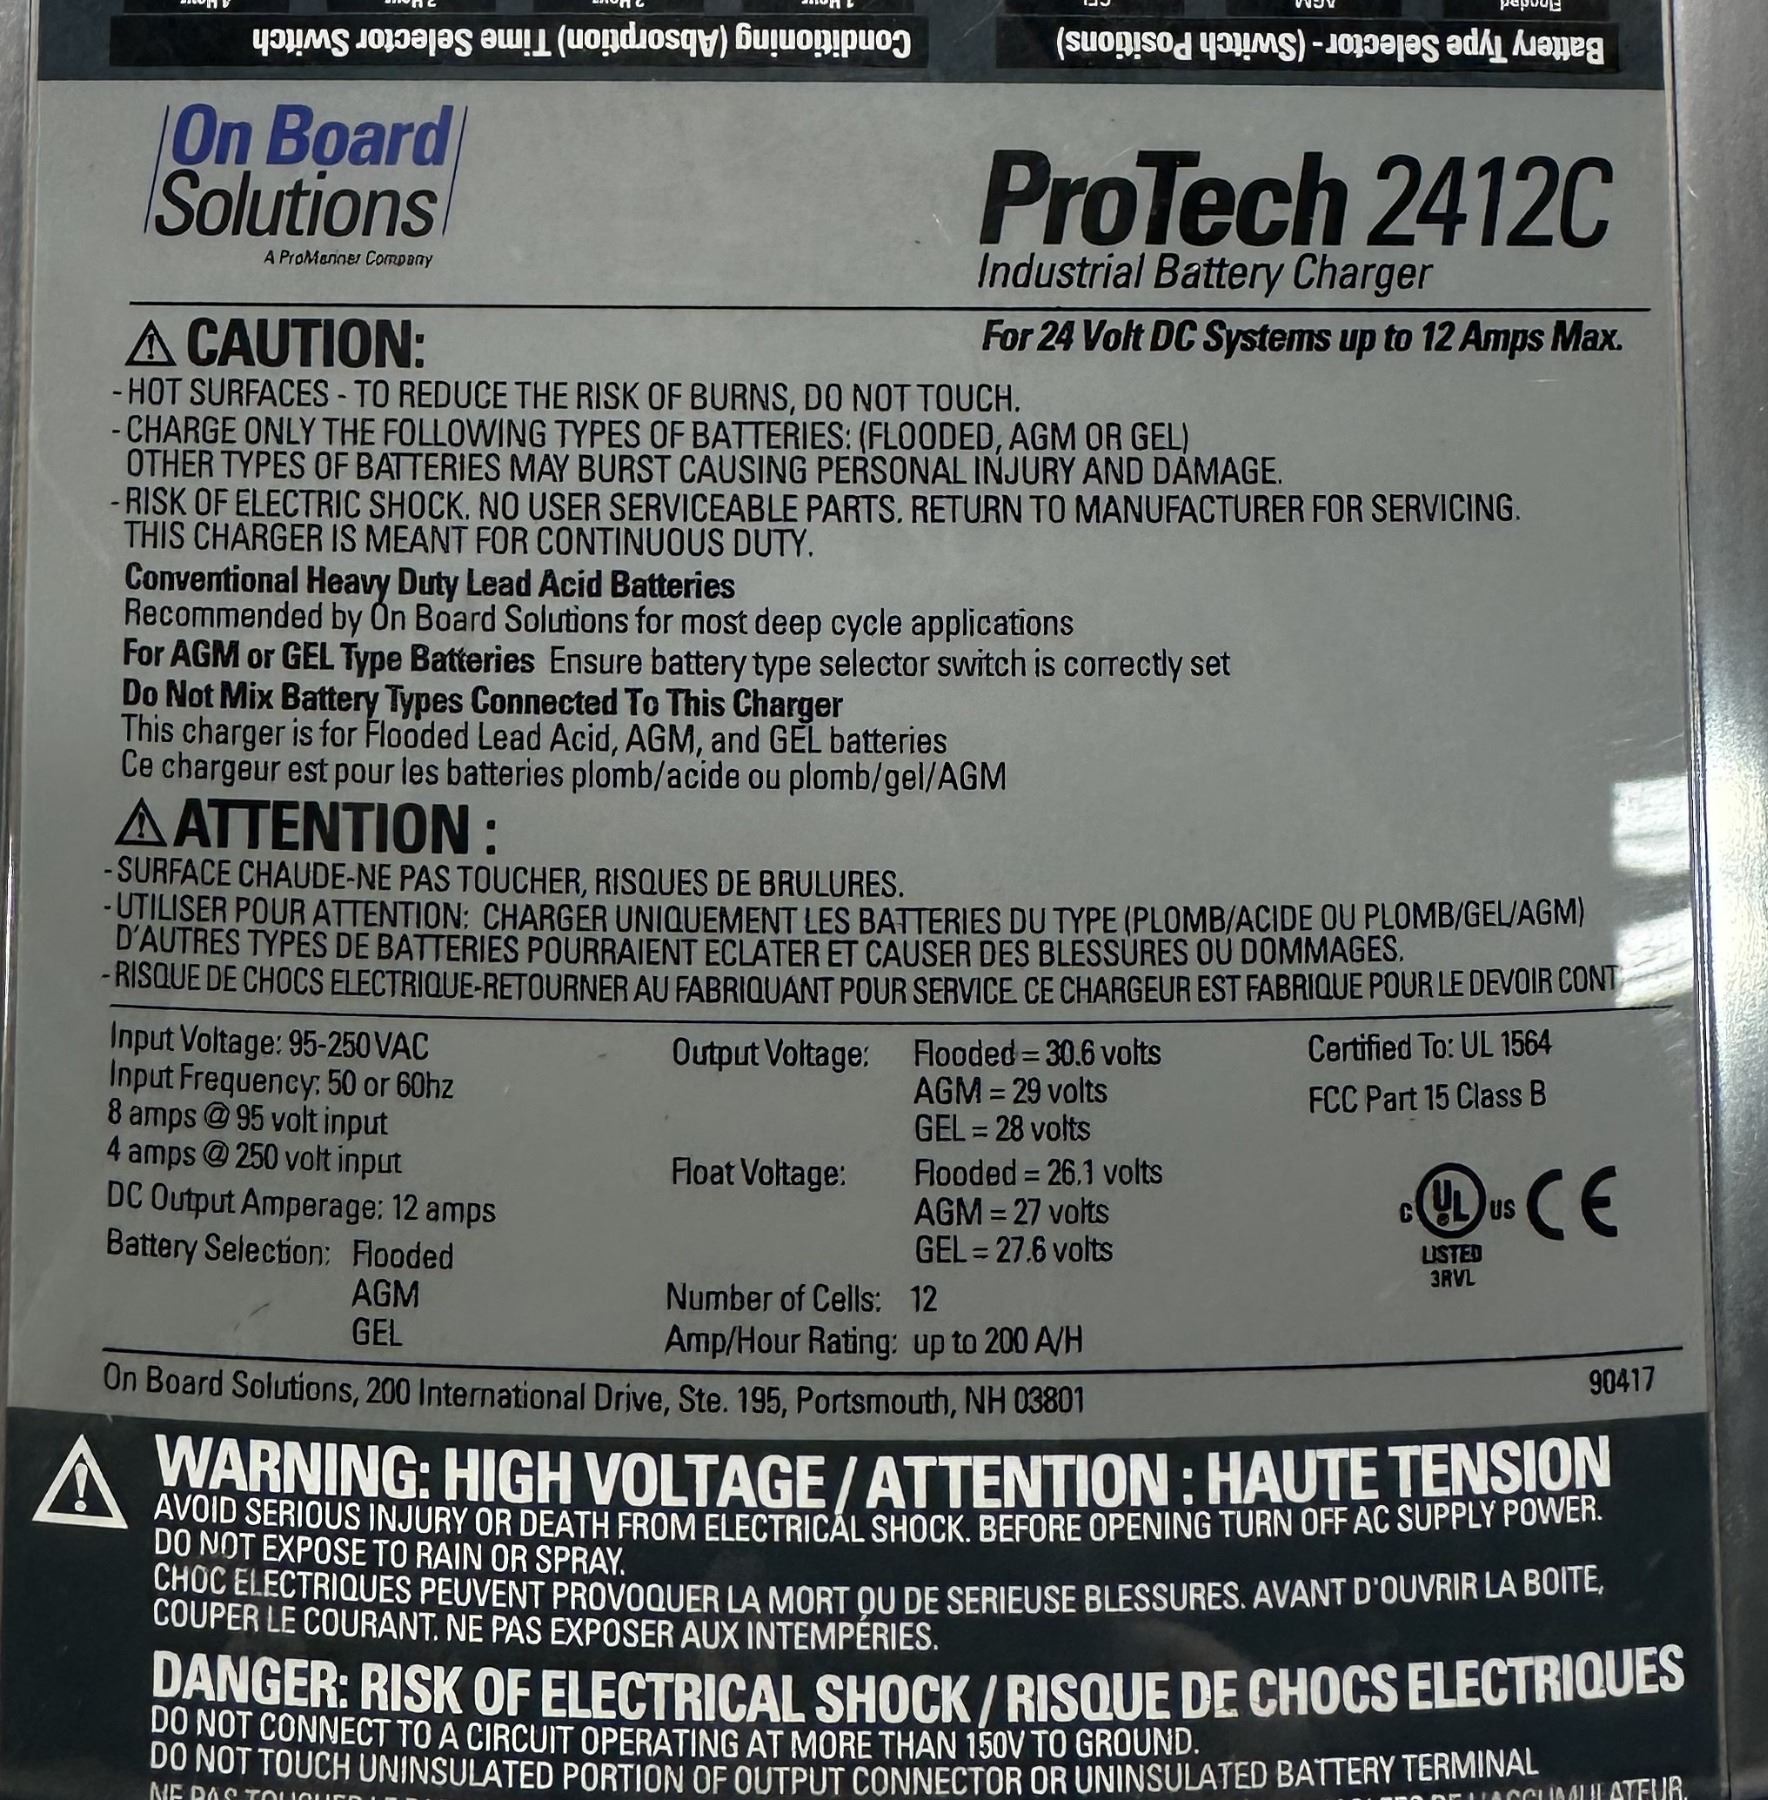 4 Hour 3 Hour 2 Hour 1 Hour GEL AGM Flooded
Conditioning (Absorption) Time Selector Switch
Battery Type Selector - (Switch Positions)
On Board
Solutions
A ProMariner Company
ProTech 2412C
Industrial Battery Charger
For 24 Volt DC Systems up to 12 Amps Max.
CAUTION:
- HOT SURFACES - TO REDUCE THE RISK OF BURNS, DO NOT TOUCH.
- CHARGE ONLY THE FOLLOWING TYPES OF BATTERIES: (FLOODED, AGM OR GEL)
OTHER TYPES OF BATTERIES MAY BURST CAUSING PERSONAL INJURY AND DAMAGE.
- RISK OF ELECTRIC SHOCK. NO USER SERVICEABLE PARTS. RETURN TO MANUFACTURER FOR SERVICING.
THIS CHARGER IS MEANT FOR CONTINUOUS DUTY.
Conventional Heavy Duty Lead Acid Batteries
Recommended by On Board Solutions for most deep cycle applications
For AGM or GEL Type Batteries Ensure battery type selector switch is correctly set
Do Not Mix Battery Types Connected To This Charger
This charger is for Flooded Lead Acid, AGM, and GEL batteries
Ce chargeur est pour les batteries plomb/acide ou plomb/gel/AGM
ATTENTION :
- SURFACE CHAUDE-NE PAS TOUCHER, RISQUES DE BRULURES.
- UTILISER POUR ATTENTION: CHARGER UNIQUEMENT LES BATTERIES DU TYPE (PLOMB/ACIDE OU PLOMB/GEL/AGM)
D'AUTRES TYPES DE BATTERIES POURRAIENT ECLATER ET CAUSER DES BLESSURES OU DOMMAGES.
- RISQUE DE CHOCS ELECTRIQUE-RETOURNER AU FABRIQUANT POUR SERVICE. CE CHARGEUR EST FABRIQUE POUR LE DEVOIR CONT
Input Voltage: 95-250 VAC
Input Frequency: 50 or 60hz
8 amps @ 95 volt input
4 amps @ 250 volt input
DC Output Amperage: 12 amps
Battery Selection: Flooded
AGM
GEL
Output Voltage: Flooded = 30.6 volts
AGM = 29 volts
GEL = 28 volts
Float Voltage: Flooded = 26.1 volts
AGM = 27 volts
GEL = 27.6 volts
Number of Cells: 12
Amp/Hour Rating: up to 200 A/H
Certified To: UL 1564
FCC Part 15 Class B
C UL US CE
LISTED
3RVL
On Board Solutions, 200 International Drive, Ste. 195, Portsmouth, NH 03801
90417
WARNING: HIGH VOLTAGE / ATTENTION : HAUTE TENSION
AVOID SERIOUS INJURY OR DEATH FROM ELECTRICAL SHOCK. BEFORE OPENING TURN OFF AC SUPPLY POWER.
DO NOT EXPOSE TO RAIN OR SPRAY.
CHOC ELECTRIQUES PEUVENT PROVOQUER LA MORT OU DE SERIEUSE BLESSURES. AVANT D'OUVRIR LA BOITE,
COUPER LE COURANT. NE PAS EXPOSER AUX INTEMPÉRIES.
DANGER: RISK OF ELECTRICAL SHOCK / RISQUE DE CHOCS ELECTRIQUES
DO NOT CONNECT TO A CIRCUIT OPERATING AT MORE THAN 150V TO GROUND.
DO NOT TOUCH UNINSULATED PORTION OF OUTPUT CONNECTOR OR UNINSULATED BATTERY TERMINAL
NE PAS TOUCHER L'ACCUMULATEUR.